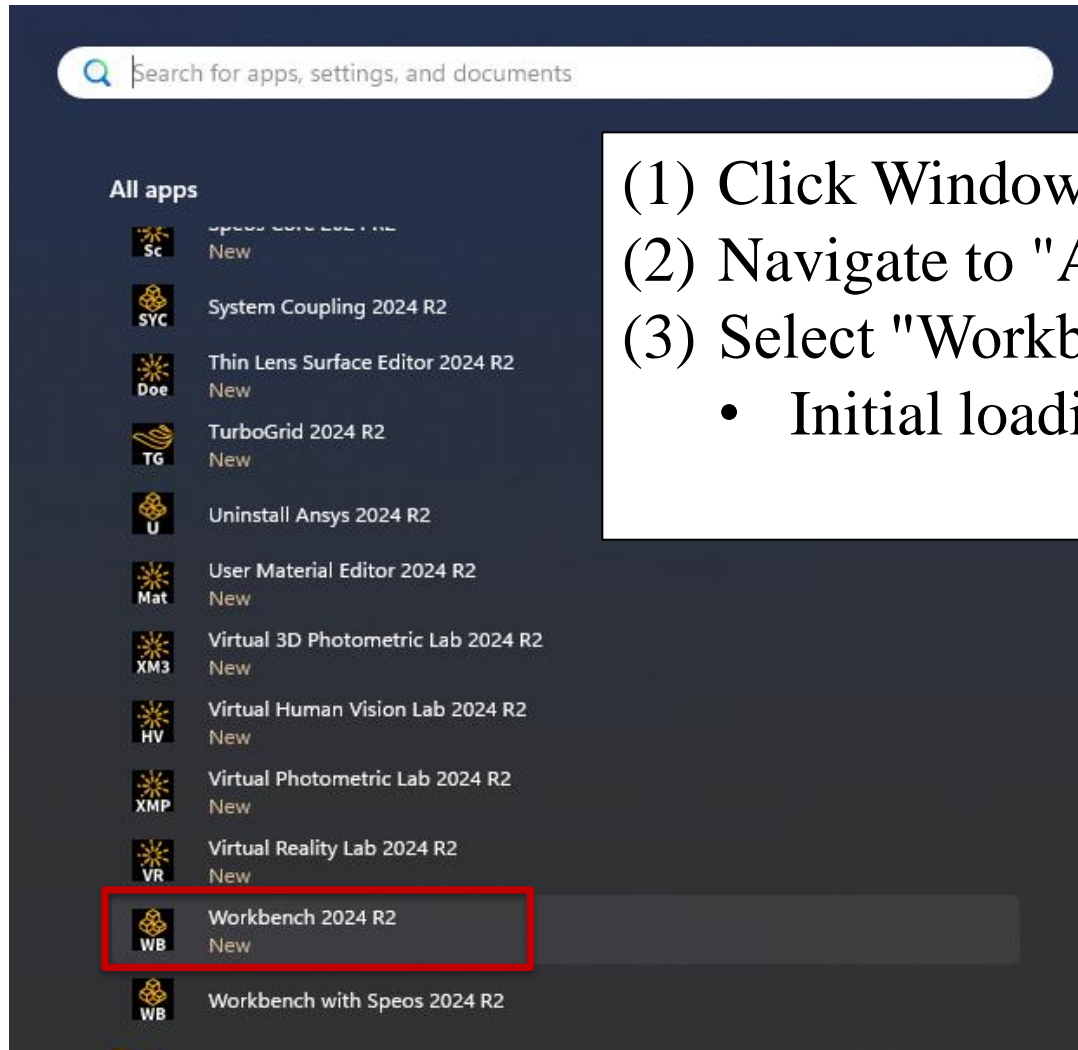 Search for apps, settings, and documents
All apps
Sc
New
SYC System Coupling 2024 R2
Doe Thin Lens Surface Editor 2024 R2
New
TG TurboGrid 2024 R2
New
U Uninstall Ansys 2024 R2
Mat User Material Editor 2024 R2
New
XM3 Virtual 3D Photometric Lab 2024 R2
New
HV Virtual Human Vision Lab 2024 R2
New
XMP Virtual Photometric Lab 2024 R2
New
VR Virtual Reality Lab 2024 R2
New
WB Workbench 2024 R2
New
WB Workbench with Speos 2024 R2
(1) Click Window
(2) Navigate to "A
(3) Select "Workb
• Initial loadi